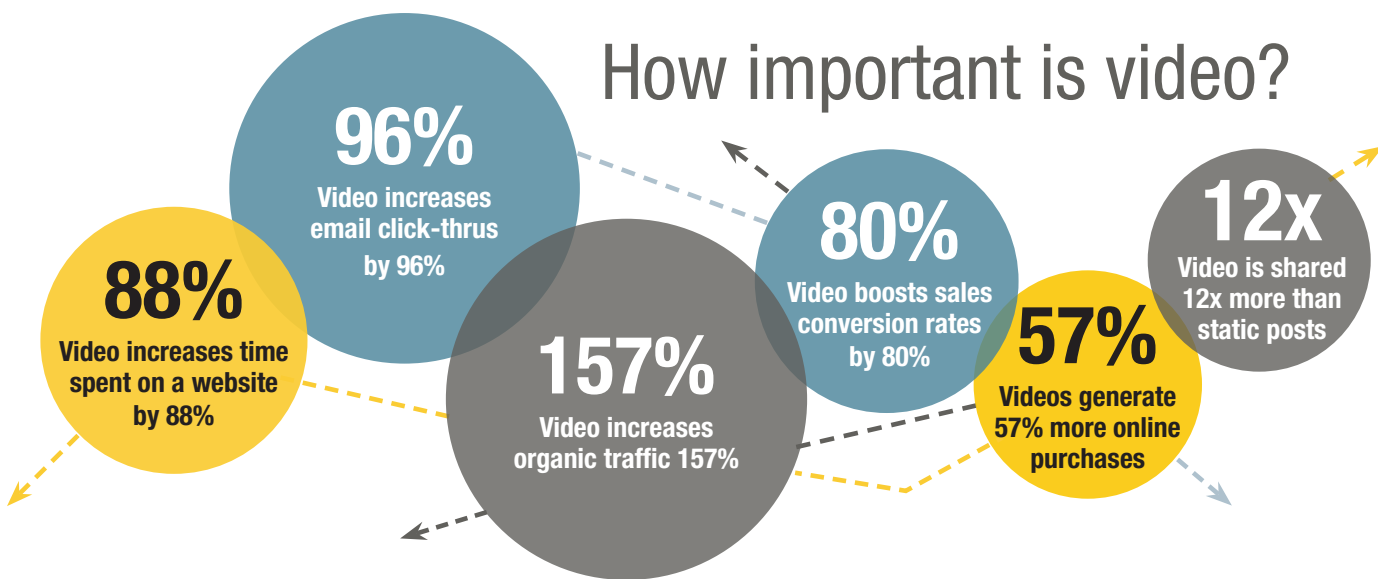 How important is video?
96%
Video increases
email click-thrus
by 96%
88%
Video increases time
spent on a website
by 88%
157%
Video increases
organic traffic 157%
80%
Video boosts sales
conversion rates
by 80%
57%
Videos generate
57% more online
purchases
12x
Video is shared
12x more than
static posts